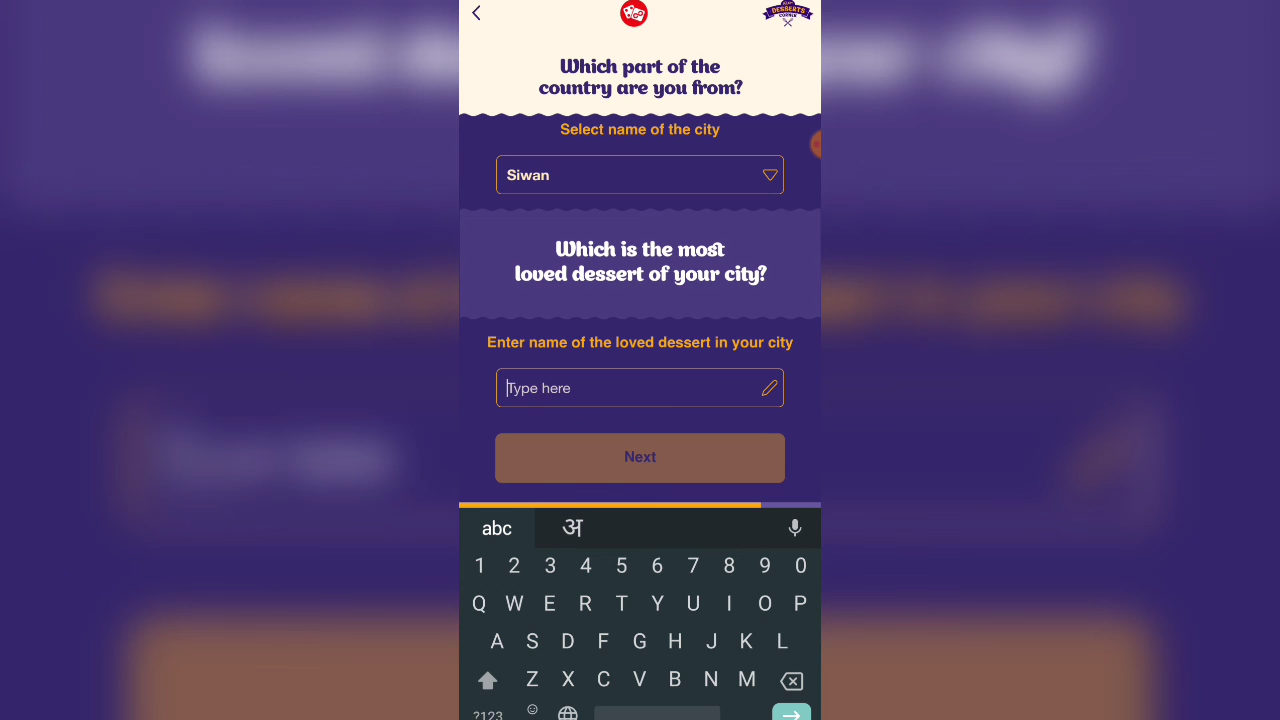 DESSERTS
CORNER
Which part of the
country are you from?
Select name of the city
Siwan
Which is the most
loved dessert of your city?
Enter name of the loved dessert in your city
Type here
Next
abc अ
1 2 3 4 5 6 7 8 9 0
Q W E R T Y U I O P
A S D F G H J K L
Z X C V B N M
?123